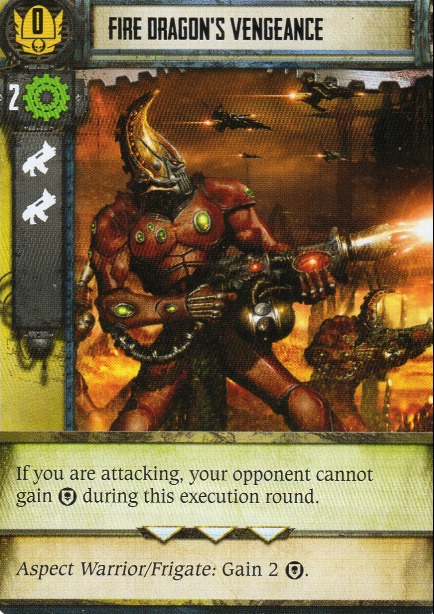 0
FIRE DRAGON'S VENGEANCE
2
If you are attacking, your opponent cannot
gain during this execution round.
Aspect Warrior/Frigate: Gain 2 .